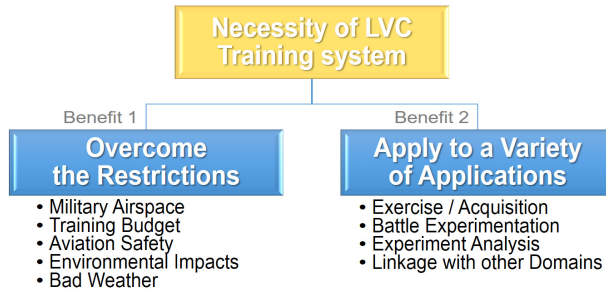 Necessity of LVC
Training system
Benefit 1
Overcome
the Restrictions
• Military Airspace
• Training Budget
• Aviation Safety
• Environmental Impacts
• Bad Weather
Benefit 2
Apply to a Variety
of Applications
• Exercise / Acquisition
• Battle Experimentation
• Experiment Analysis
• Linkage with other Domains